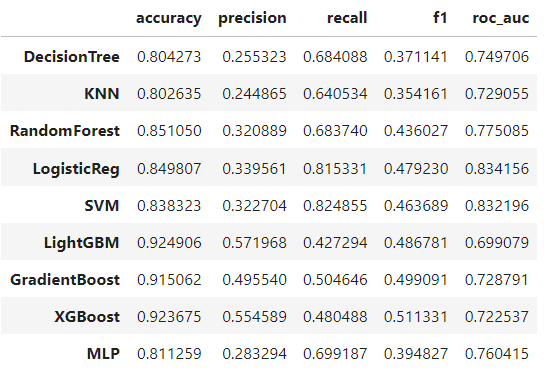 accuracy precision recall f1 roc_auc
DecisionTree 0.804273 0.255323 0.684088 0.371141 0.749706
KNN 0.802635 0.244865 0.640534 0.354161 0.729055
RandomForest 0.851050 0.320889 0.683740 0.436027 0.775085
LogisticReg 0.849807 0.339561 0.815331 0.479230 0.834156
SVM 0.838323 0.322704 0.824855 0.463689 0.832196
LightGBM 0.924906 0.571968 0.427294 0.486781 0.699079
GradientBoost 0.915062 0.495540 0.504646 0.499091 0.728791
XGBoost 0.923675 0.554589 0.480488 0.511331 0.722537
MLP 0.811259 0.283294 0.699187 0.394827 0.760415